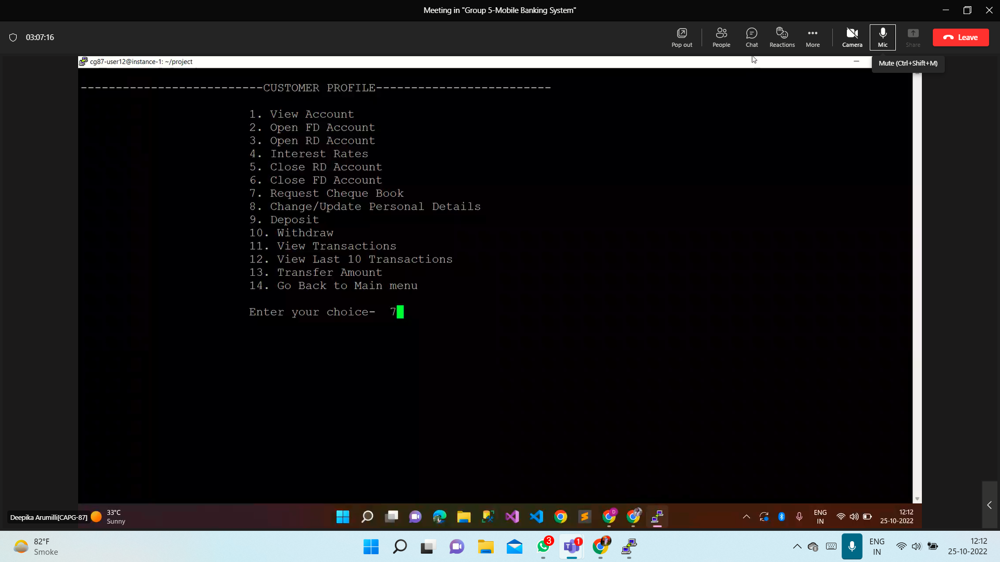 Meeting in "Group 5-Mobile Banking System"
03:07:16
Pop out
People
Chat
Reactions
More
Camera
Mic
Share
Leave
cg87-user12@instance-1: ~/project
Mute (Ctrl+Shift+M)
--------------------------CUSTOMER PROFILE-------------------------
1. View Account
2. Open FD Account
3. Open RD Account
4. Interest Rates
5. Close RD Account
6. Close FD Account
7. Request Cheque Book
8. Change/Update Personal Details
9. Deposit
10. Withdraw
11. View Transactions
12. View Last 10 Transactions
13. Transfer Amount
14. Go Back to Main menu
Enter your choice-  7
Deepika Arumilli[CAPG-87]
33°C
Sunny
D
ENG
IN
12:12
25-10-2022
82°F
Smoke
3
1
ENG
IN
12:12
25-10-2022